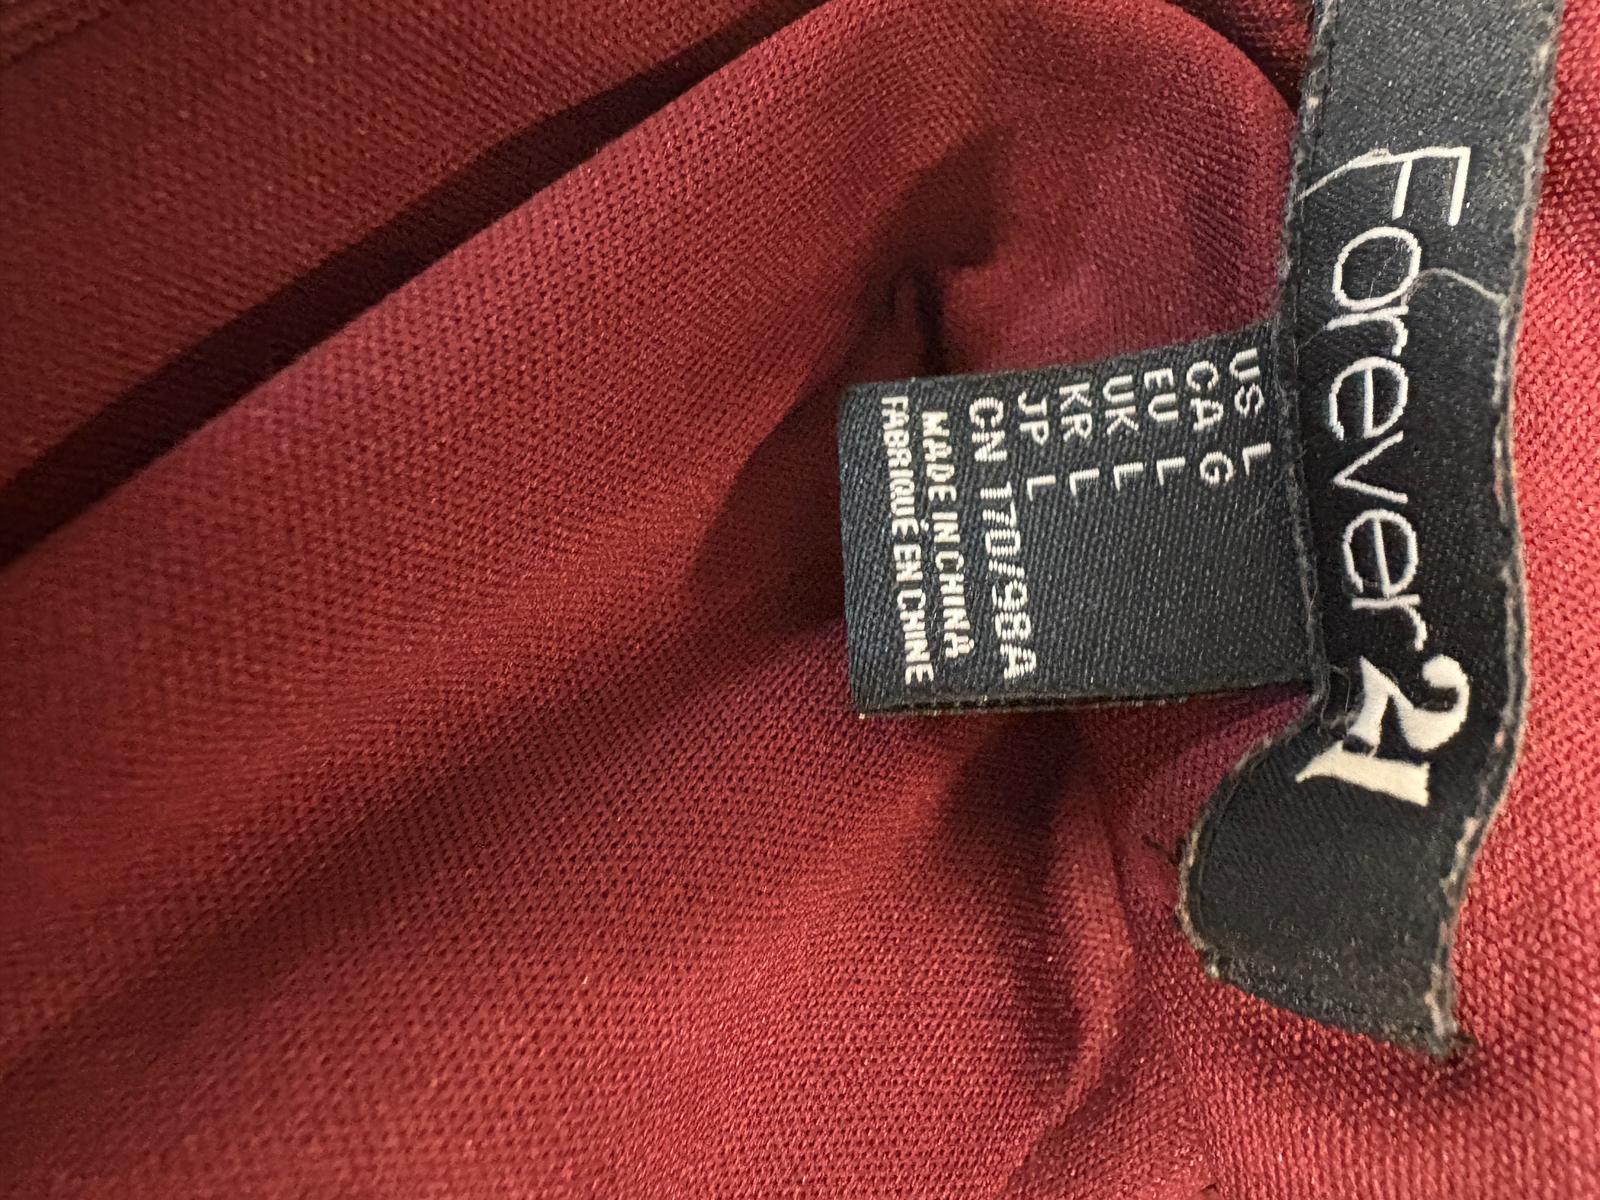 Forever 21
US L
CA G
EU L
UK L
KR L
JP L
CN 170/98A
MADE IN CHINA
FABRIQUÉ EN CHINE